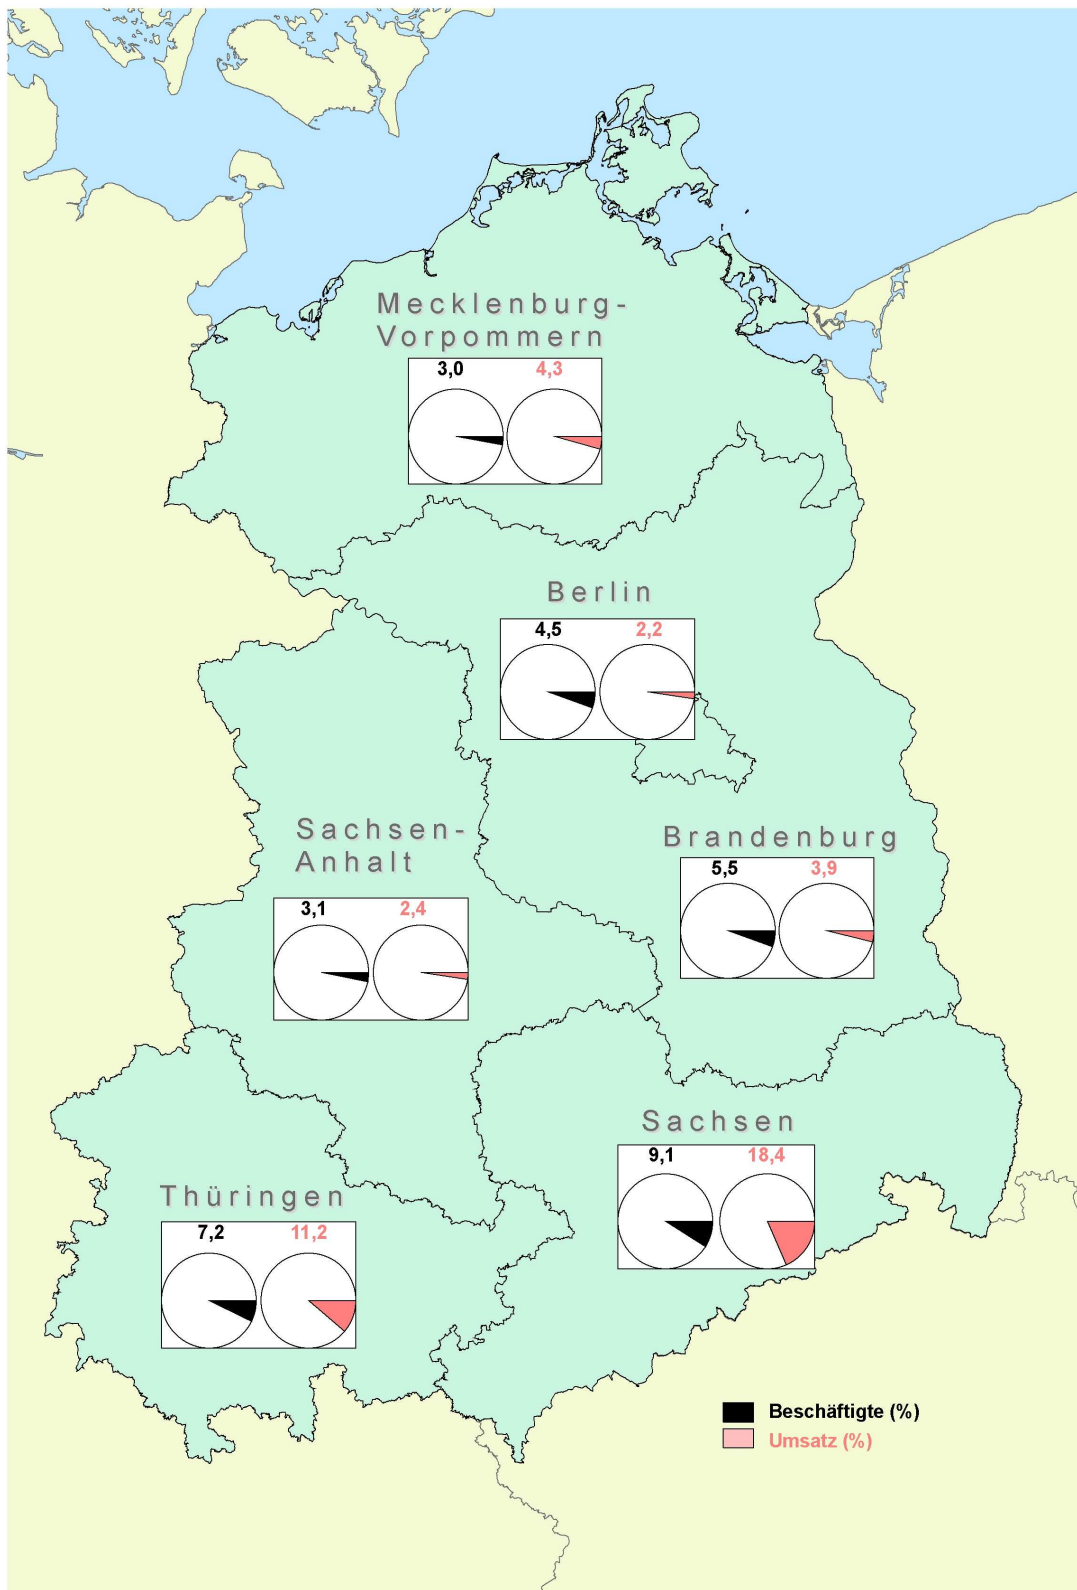 Mecklenburg-
Vorpommern
3,0 4,3
Berlin
4,5 2,2
Sachsen-
Anhalt
3,1 2,4
Brandenburg
5,5 3,9
Sachsen
9,1 18,4
Thüringen
7,2 11,2
Beschäftigte (%)
Umsatz (%)